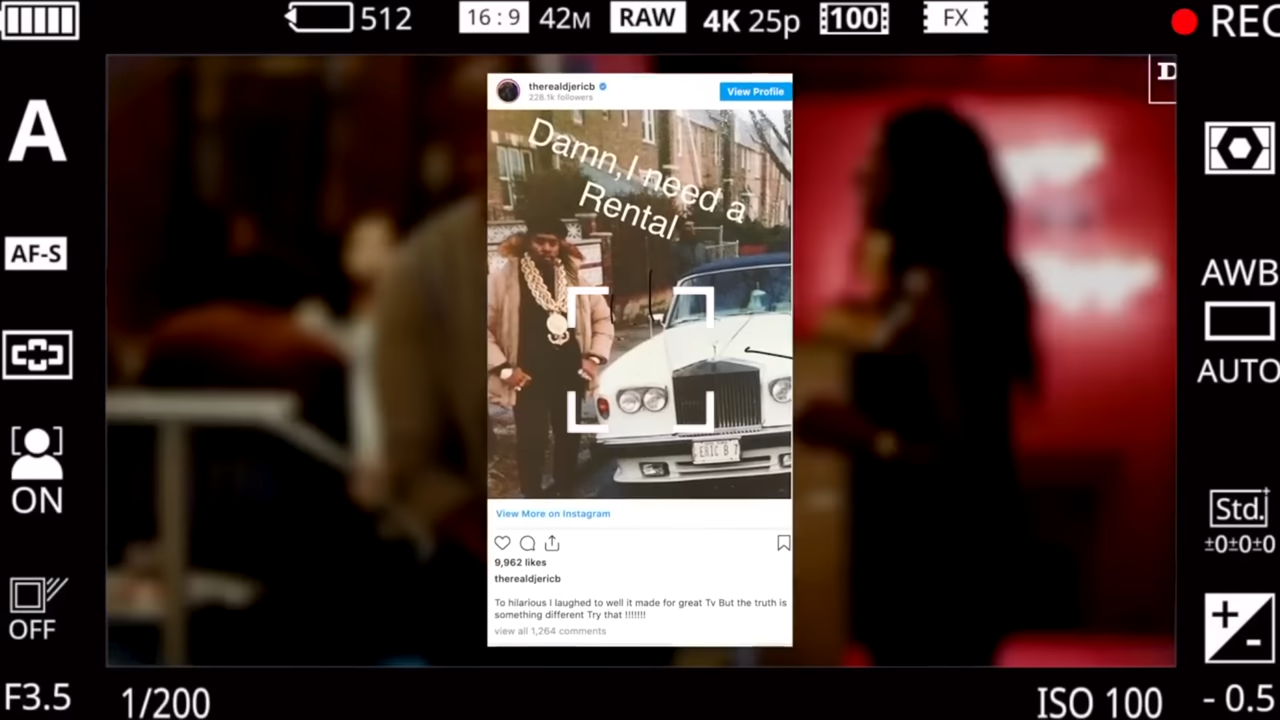 512
16:9
42M
RAW
4K 25p
100
FX
REC
D
A
AF-S
ON
OFF
F3.5
1/200
AWB
AUTO
Std.
±0±0±0
ISO 100
- 0.5
therealdjericb
228.1k followers
View Profile
Damn,I need a
Rental
ERIC B 7
View More on Instagram
9,962 likes
therealdjericb
To hilarious I laughed to well it made for great Tv But the truth is
something different Try that !!!!!!!
view all 1,264 comments